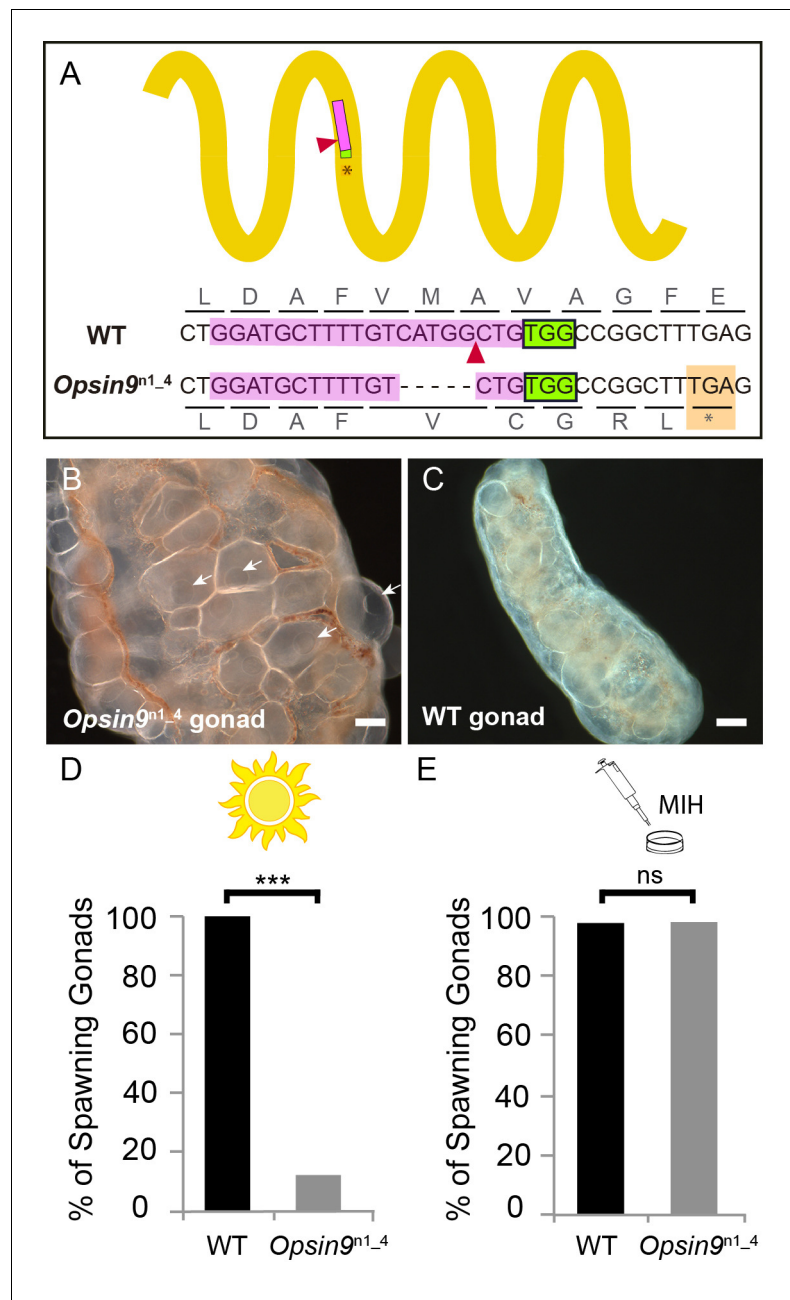 A
L D A F V M A V A G F E
WT CTGGATGCTTTTGTCATGGCTGTGGCCGGCTTTGAG
Opsin9n1_4 CTGGATGCTTTTGT-----CTGTGGCCGGCTTTGAG
L D A F V C G R L *
B
C
Opsin9n1_4 gonad
WT gonad
D
E
MIH
***
ns
% of Spawning Gonads
100
80
60
40
20
0
WT Opsin9n1_4
% of Spawning Gonads
100
80
60
40
20
0
WT Opsin9n1_4